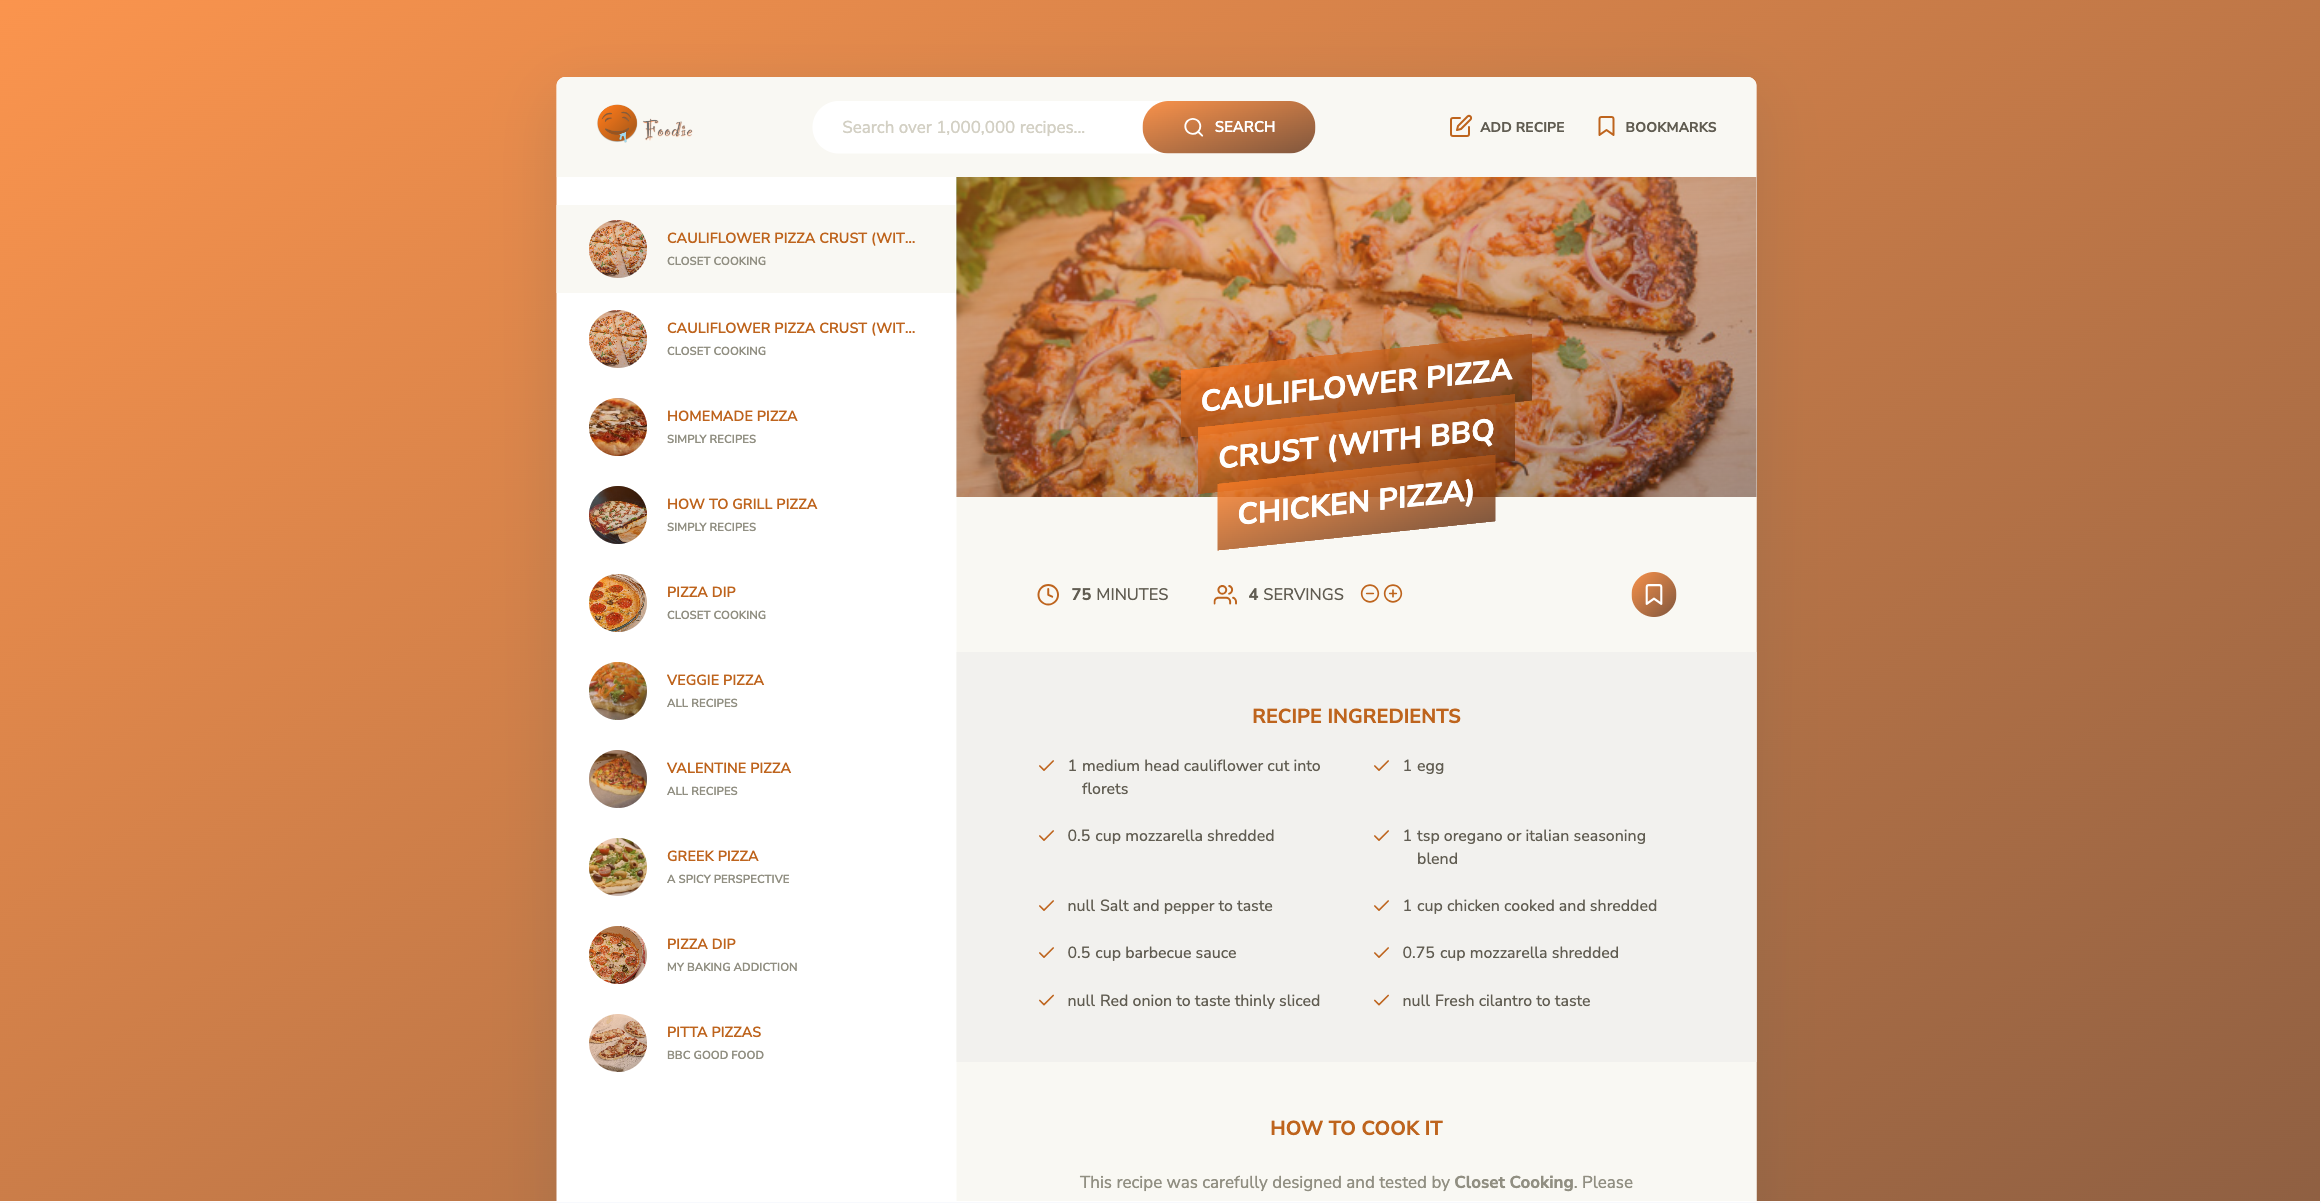 Foodie
Search over 1,000,000 recipes...
SEARCH
ADD RECIPE
BOOKMARKS
CAULIFLOWER PIZZA CRUST (WIT...
CLOSET COOKING
CAULIFLOWER PIZZA CRUST (WIT...
CLOSET COOKING
HOMEMADE PIZZA
SIMPLY RECIPES
HOW TO GRILL PIZZA
SIMPLY RECIPES
PIZZA DIP
CLOSET COOKING
VEGGIE PIZZA
ALL RECIPES
VALENTINE PIZZA
ALL RECIPES
GREEK PIZZA
A SPICY PERSPECTIVE
PIZZA DIP
MY BAKING ADDICTION
PITTA PIZZAS
BBC GOOD FOOD
CAULIFLOWER PIZZA
CRUST (WITH BBQ
CHICKEN PIZZA)
75 MINUTES
4 SERVINGS
RECIPE INGREDIENTS
1 medium head cauliflower cut into
florets
1 egg
0.5 cup mozzarella shredded
1 tsp oregano or italian seasoning
blend
null Salt and pepper to taste
1 cup chicken cooked and shredded
0.5 cup barbecue sauce
0.75 cup mozzarella shredded
null Red onion to taste thinly sliced
null Fresh cilantro to taste
HOW TO COOK IT
This recipe was carefully designed and tested by Closet Cooking. Please